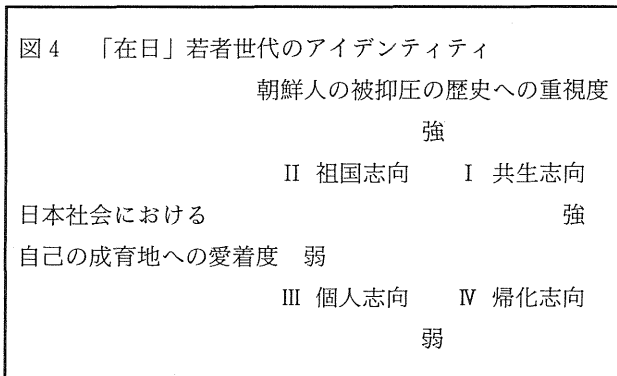 図4 「在日」若者世代のアイデンティティ
朝鮮人の被抑圧の歴史への重視度
強
Ⅱ 祖国志向 Ⅰ 共生志向
日本社会における 強
自己の成育地への愛着度 弱
Ⅲ 個人志向 Ⅳ 帰化志向
弱